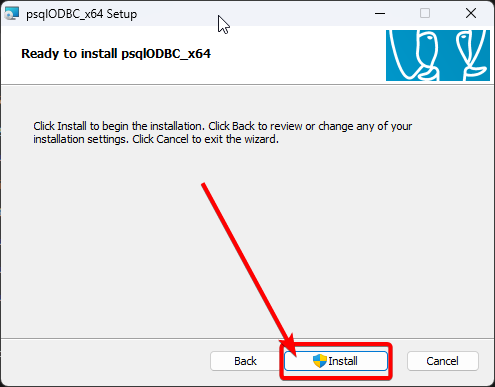 psqlODBC_x64 Setup
Ready to install psqlODBC_x64
Click Install to begin the installation. Click Back to review or change any of your
installation settings. Click Cancel to exit the wizard.
Back
Install
Cancel